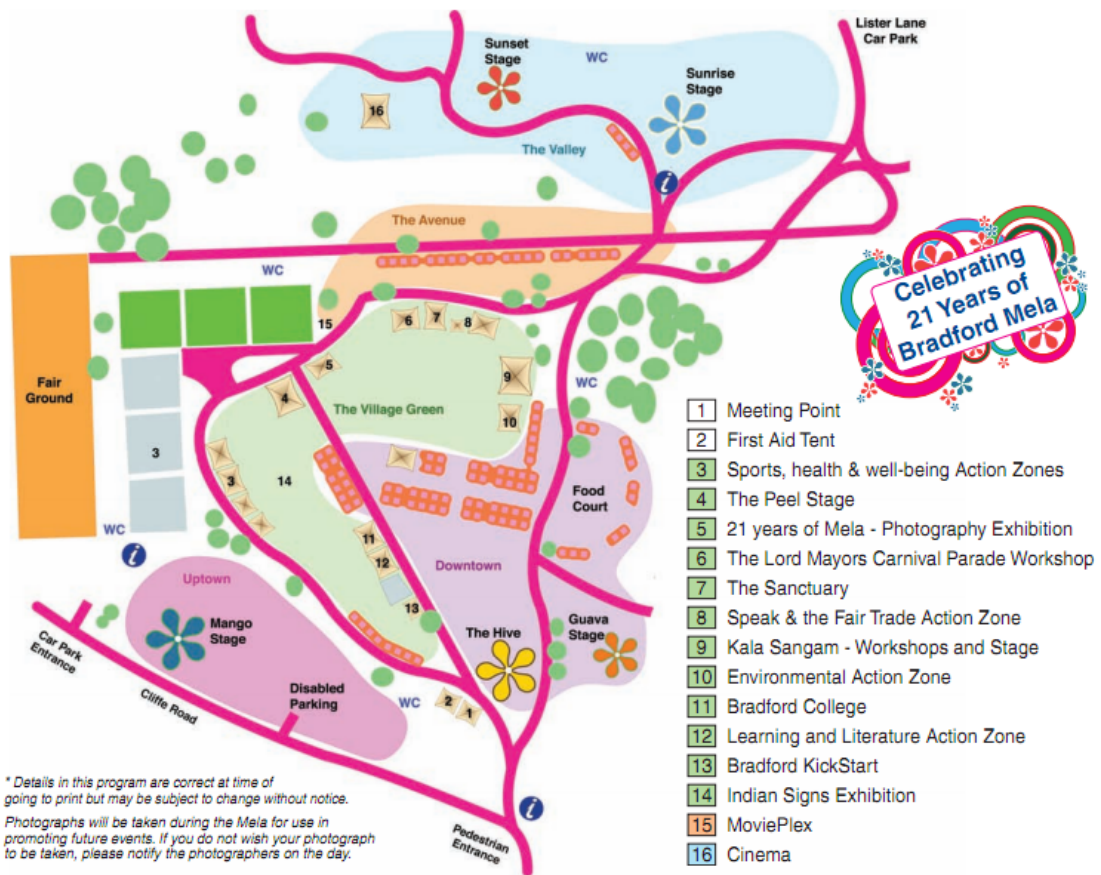 Lister Lane
Car Park
Sunset
Stage
WC
Sunrise
Stage
16
The Valley
i
The Avenue
WC
15
6
7
8
5
9
4
10
WC
The Village Green
Fair
Ground
3
3
14
WC
i
11
12
13
Downtown
Food
Court
Uptown
Mango
Stage
The Hive
Guava
Stage
Car Park
Entrance
Cliffe Road
Disabled
Parking
WC
2
1
i
Pedestrian
Entrance
Celebrating
21 Years of
Bradford Mela
1 Meeting Point
2 First Aid Tent
3 Sports, health & well-being Action Zones
4 The Peel Stage
5 21 years of Mela - Photography Exhibition
6 The Lord Mayors Carnival Parade Workshop
7 The Sanctuary
8 Speak & the Fair Trade Action Zone
9 Kala Sangam - Workshops and Stage
10 Environmental Action Zone
11 Bradford College
12 Learning and Literature Action Zone
13 Bradford KickStart
14 Indian Signs Exhibition
15 MoviePlex
16 Cinema
* Details in this program are correct at time of
going to print but may be subject to change without notice.
Photographs will be taken during the Mela for use in
promoting future events. If you do not wish your photograph
to be taken, please notify the photographers on the day.